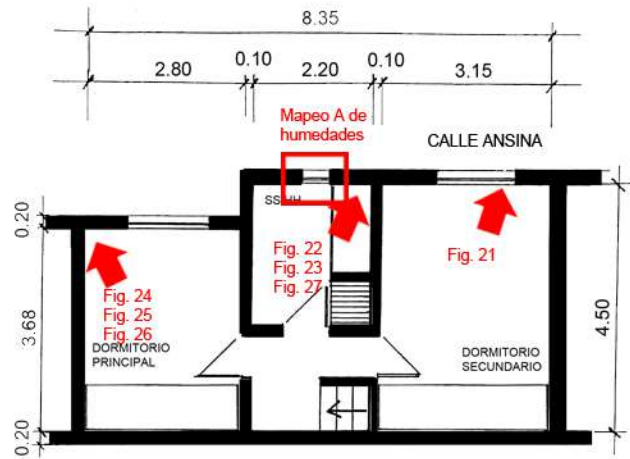 8.35
2.80
0.10
2.20
0.10
3.15
Mapeo A de
humedades
CALLE ANSINA
SSHH
0.20
Fig. 22
Fig. 23
Fig. 27
Fig. 21
Fig. 24
Fig. 25
Fig. 26
3.68
4.50
DORMITORIO
PRINCIPAL
DORMITORIO
SECUNDARIO
0.20